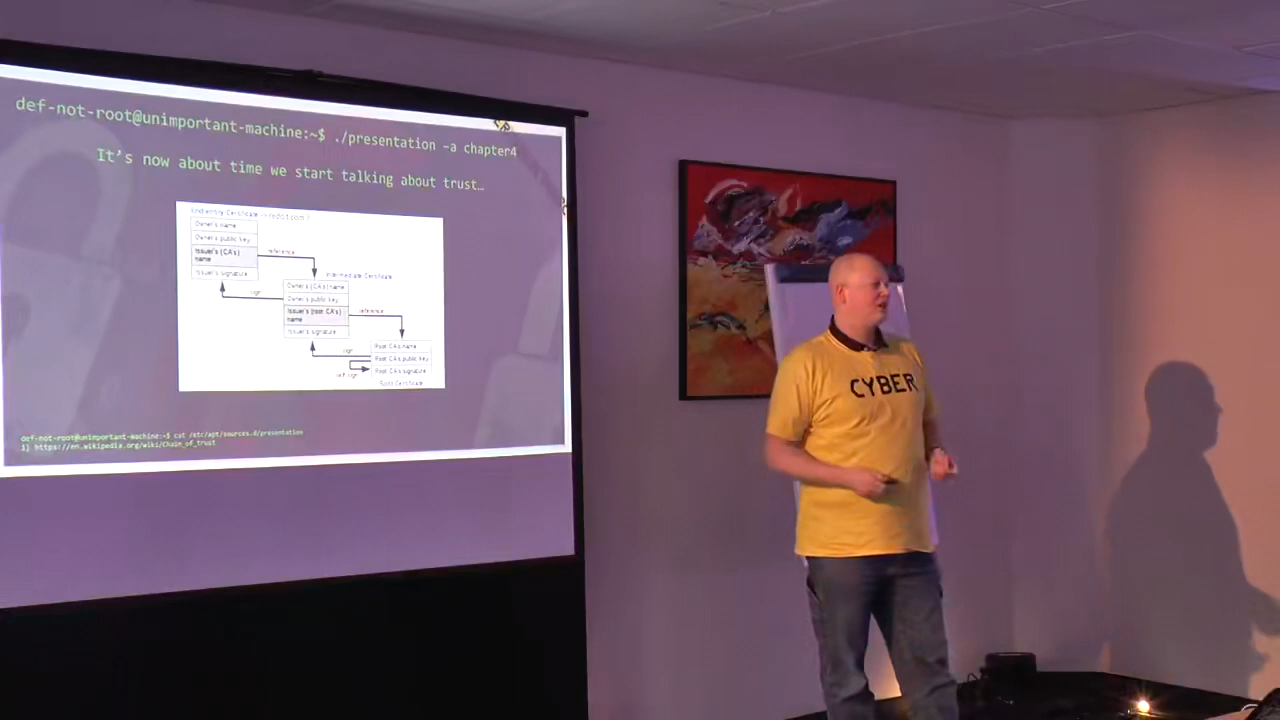 def-not-root@unimportant-machine:~$ ./presentation -a chapter4
It's now about time we start talking about trust…
End-entity Certificate
Owner's name
Owner's public key
Issuer's (CA's)
name
Issuer's signature
reference
sign
Intermediate Certificate
Owner's (CA's) name
Owner's public key
Issuer's (root CA's)
name
Issuer's signature
reference
sign
Root CA's name
Root CA's public key
Root CA's signature
self-sign
Root Certificate
def-not-root@unimportant-machine:~$ cat /etc/apt/sources.d/presentation
1) https://en.wikipedia.org/wiki/Chain_of_trust
CYBER